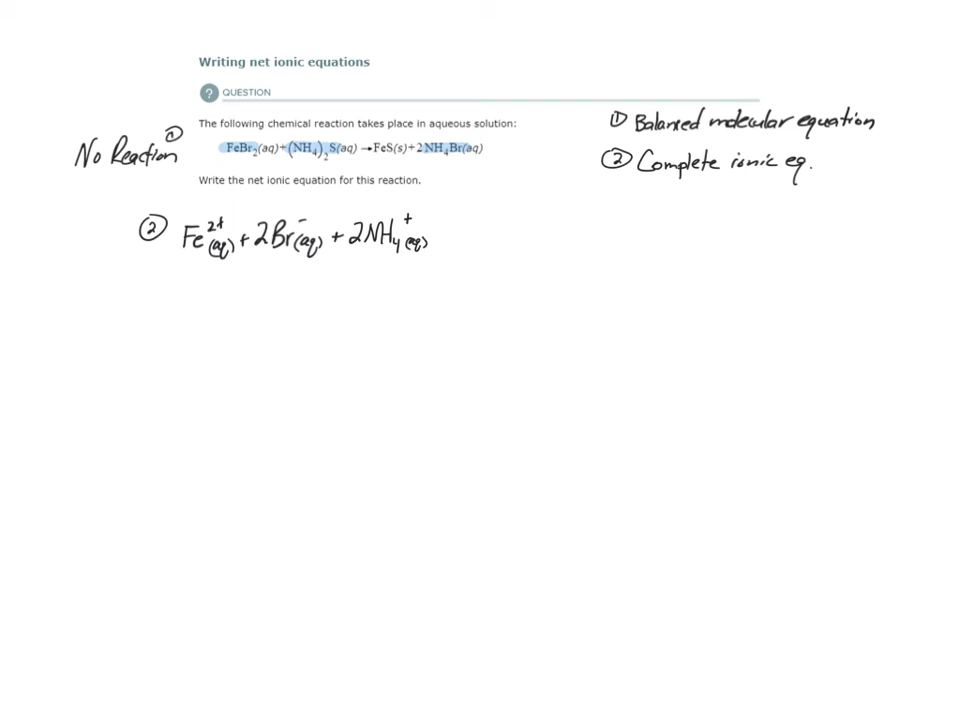 Writing net ionic equations
? QUESTION
The following chemical reaction takes place in aqueous solution:
FeBr₂(aq)+(NH₄)₂S(aq)→FeS(s)+2NH₄Br(aq)
Write the net ionic equation for this reaction.
① Balanced molecular equation
② Complete ionic eq.
①
No Reaction
② Fe²⁺(aq) + 2Br⁻(aq) + 2NH₄⁺(aq)